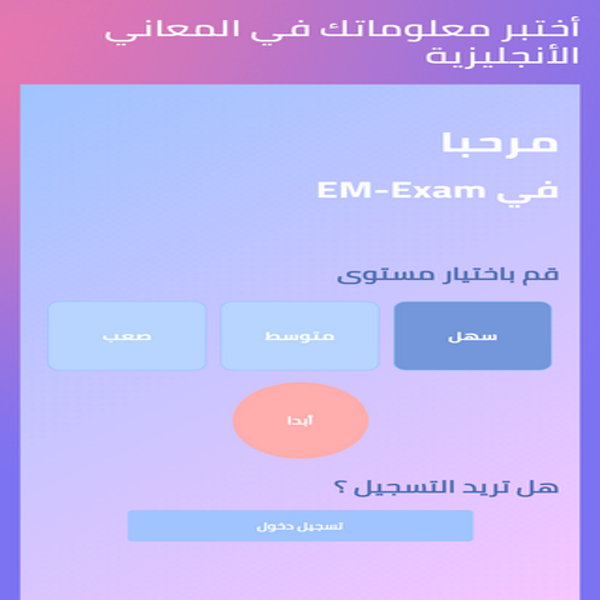 أختبر معلوماتك في المعاني
الأنجليزية
مرحبا
في EM-Exam
قم باختيار مستوى
سهل
متوسط
صعب
أبدا
هل تريد التسجيل ؟
تسجيل دخول